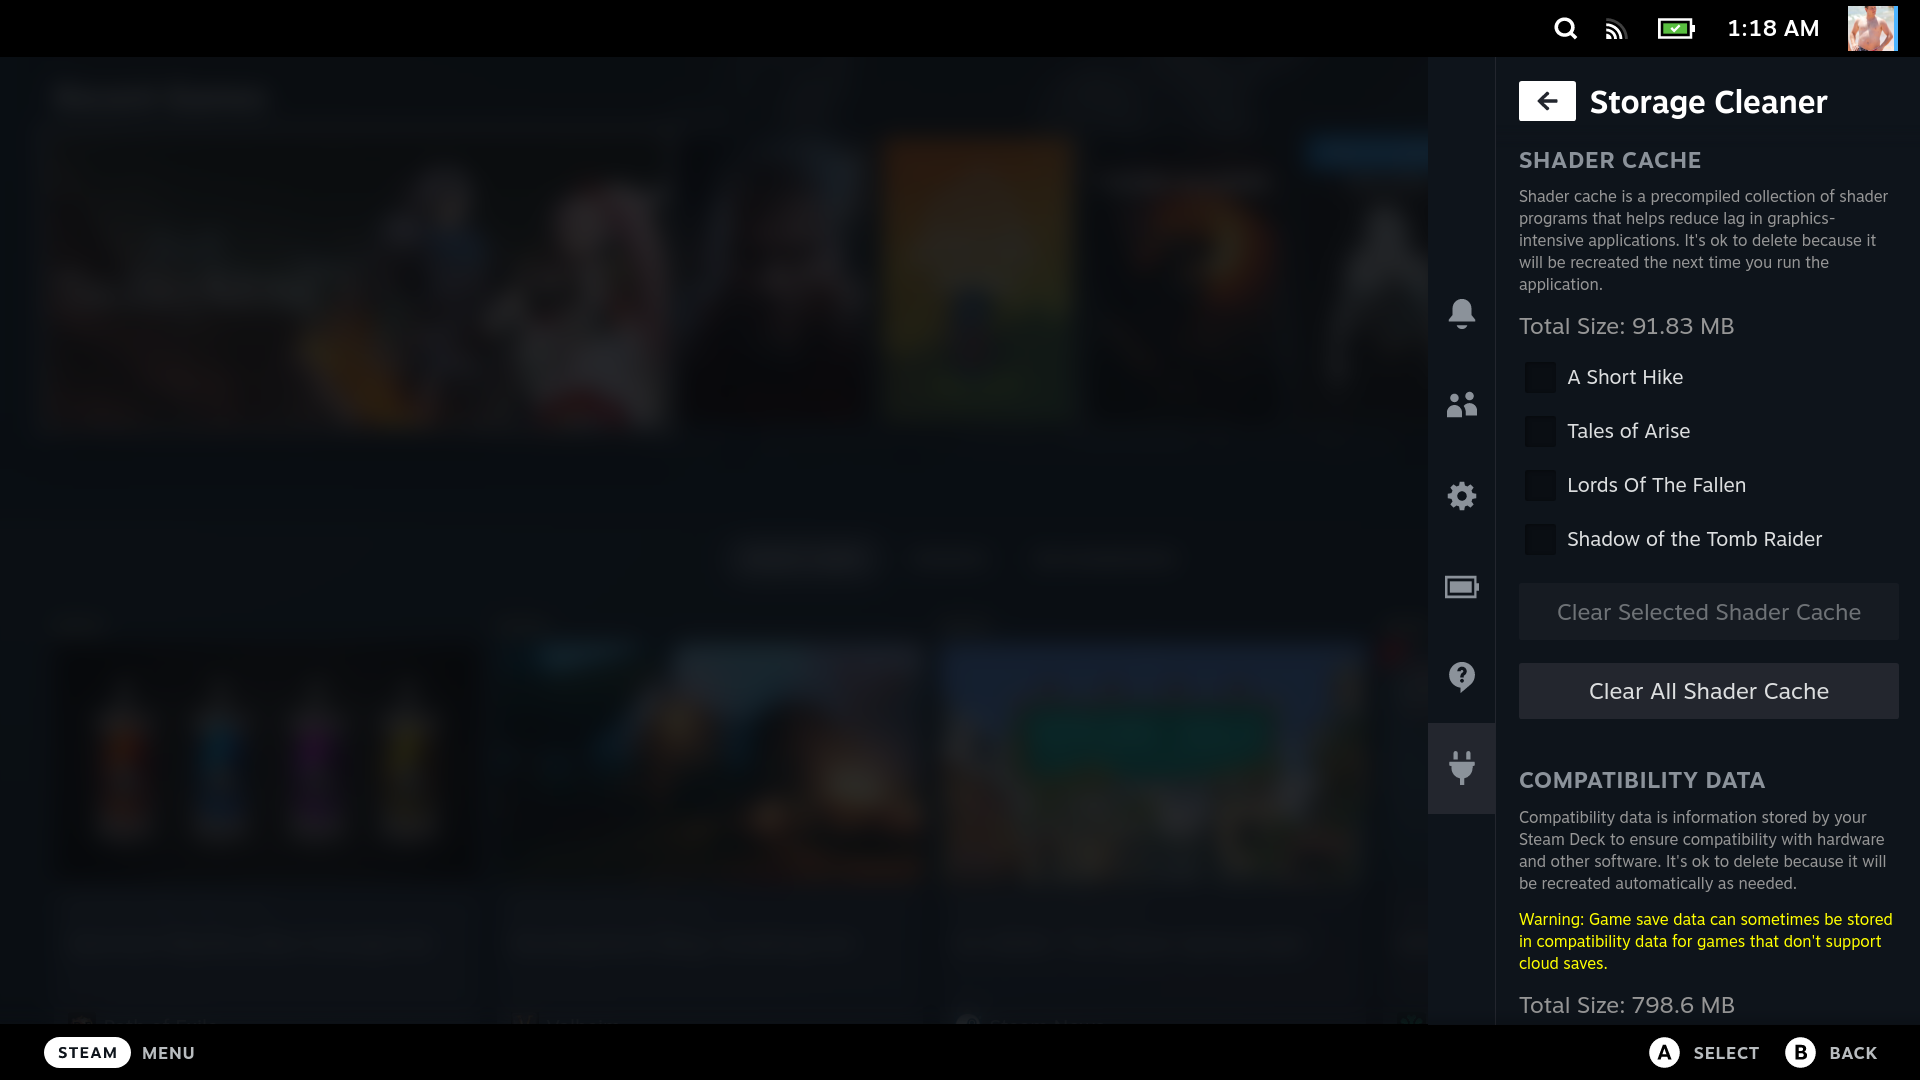 1:18 AM
Storage Cleaner
SHADER CACHE
Shader cache is a precompiled collection of shader
programs that helps reduce lag in graphics-
intensive applications. It's ok to delete because it
will be recreated the next time you run the
application.
Total Size: 91.83 MB
A Short Hike
Tales of Arise
Lords Of The Fallen
Shadow of the Tomb Raider
Clear Selected Shader Cache
Clear All Shader Cache
COMPATIBILITY DATA
Compatibility data is information stored by your
Steam Deck to ensure compatibility with hardware
and other software. It's ok to delete because it will
be recreated automatically as needed.
Warning: Game save data can sometimes be stored
in compatibility data for games that don't support
cloud saves.
Total Size: 798.6 MB
STEAM MENU
A SELECT B BACK